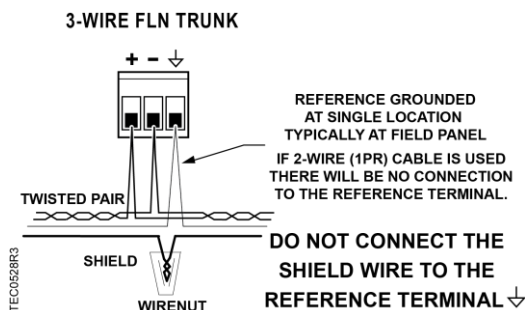 3-WIRE FLN TRUNK
+ - ⏚
REFERENCE GROUNDED
AT SINGLE LOCATION
TYPICALLY AT FIELD PANEL
IF 2-WIRE (1PR) CABLE IS USED
THERE WILL BE NO CONNECTION
TO THE REFERENCE TERMINAL.
TWISTED PAIR
SHIELD
WIRENUT
DO NOT CONNECT THE
SHIELD WIRE TO THE
REFERENCE TERMINAL ⏚
TEC0528R3